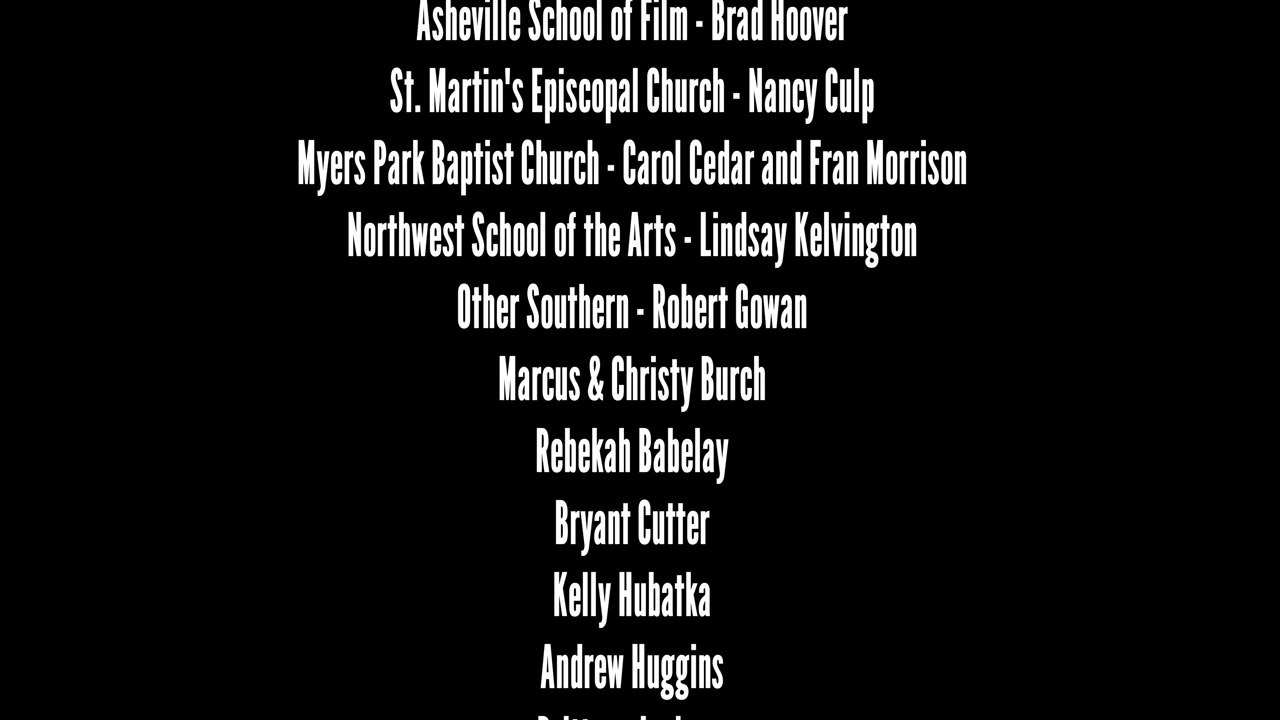 Asheville School of Film - Brad Hoover
St. Martin's Episcopal Church - Nancy Culp
Myers Park Baptist Church - Carol Cedar and Fran Morrison
Northwest School of the Arts - Lindsay Kelvington
Other Southern - Robert Gowan
Marcus & Christy Burch
Rebekah Babelay
Bryant Cutter
Kelly Hubatka
Andrew Huggins